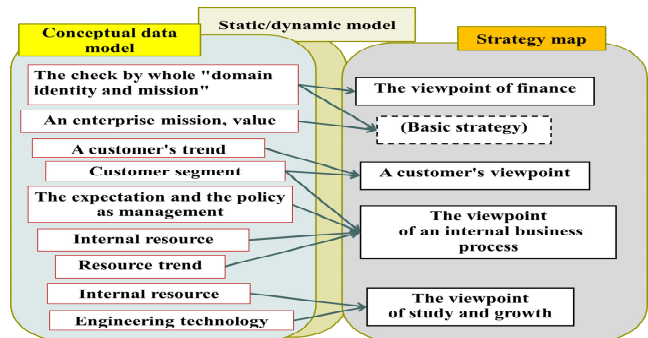 Static/dynamic model
Conceptual data
model
Strategy map
The check by whole "domain
identity and mission"
An enterprise mission, value
A customer's trend
Customer segment
The expectation and the policy
as management
Internal resource
Resource trend
Internal resource
Engineering technology
The viewpoint of finance
(Basic strategy)
A customer's viewpoint
The viewpoint
of an internal business
process
The viewpoint
of study and growth